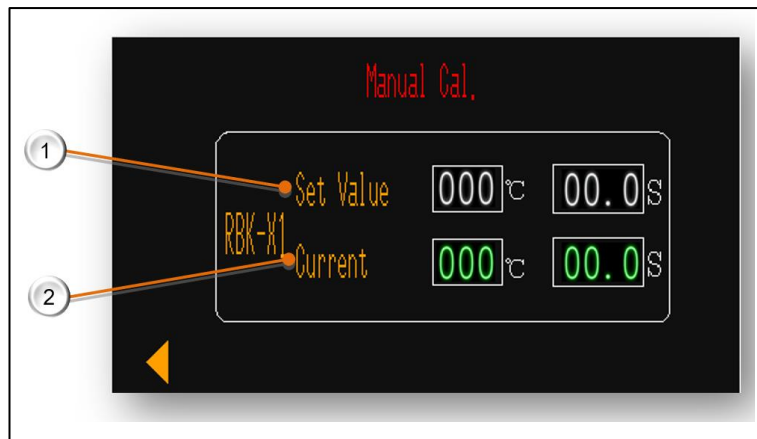 Manual Cal.
1
Set Value 000 ℃ 00.0 S
RBK-X1
2
Current 000 ℃ 00.0 S